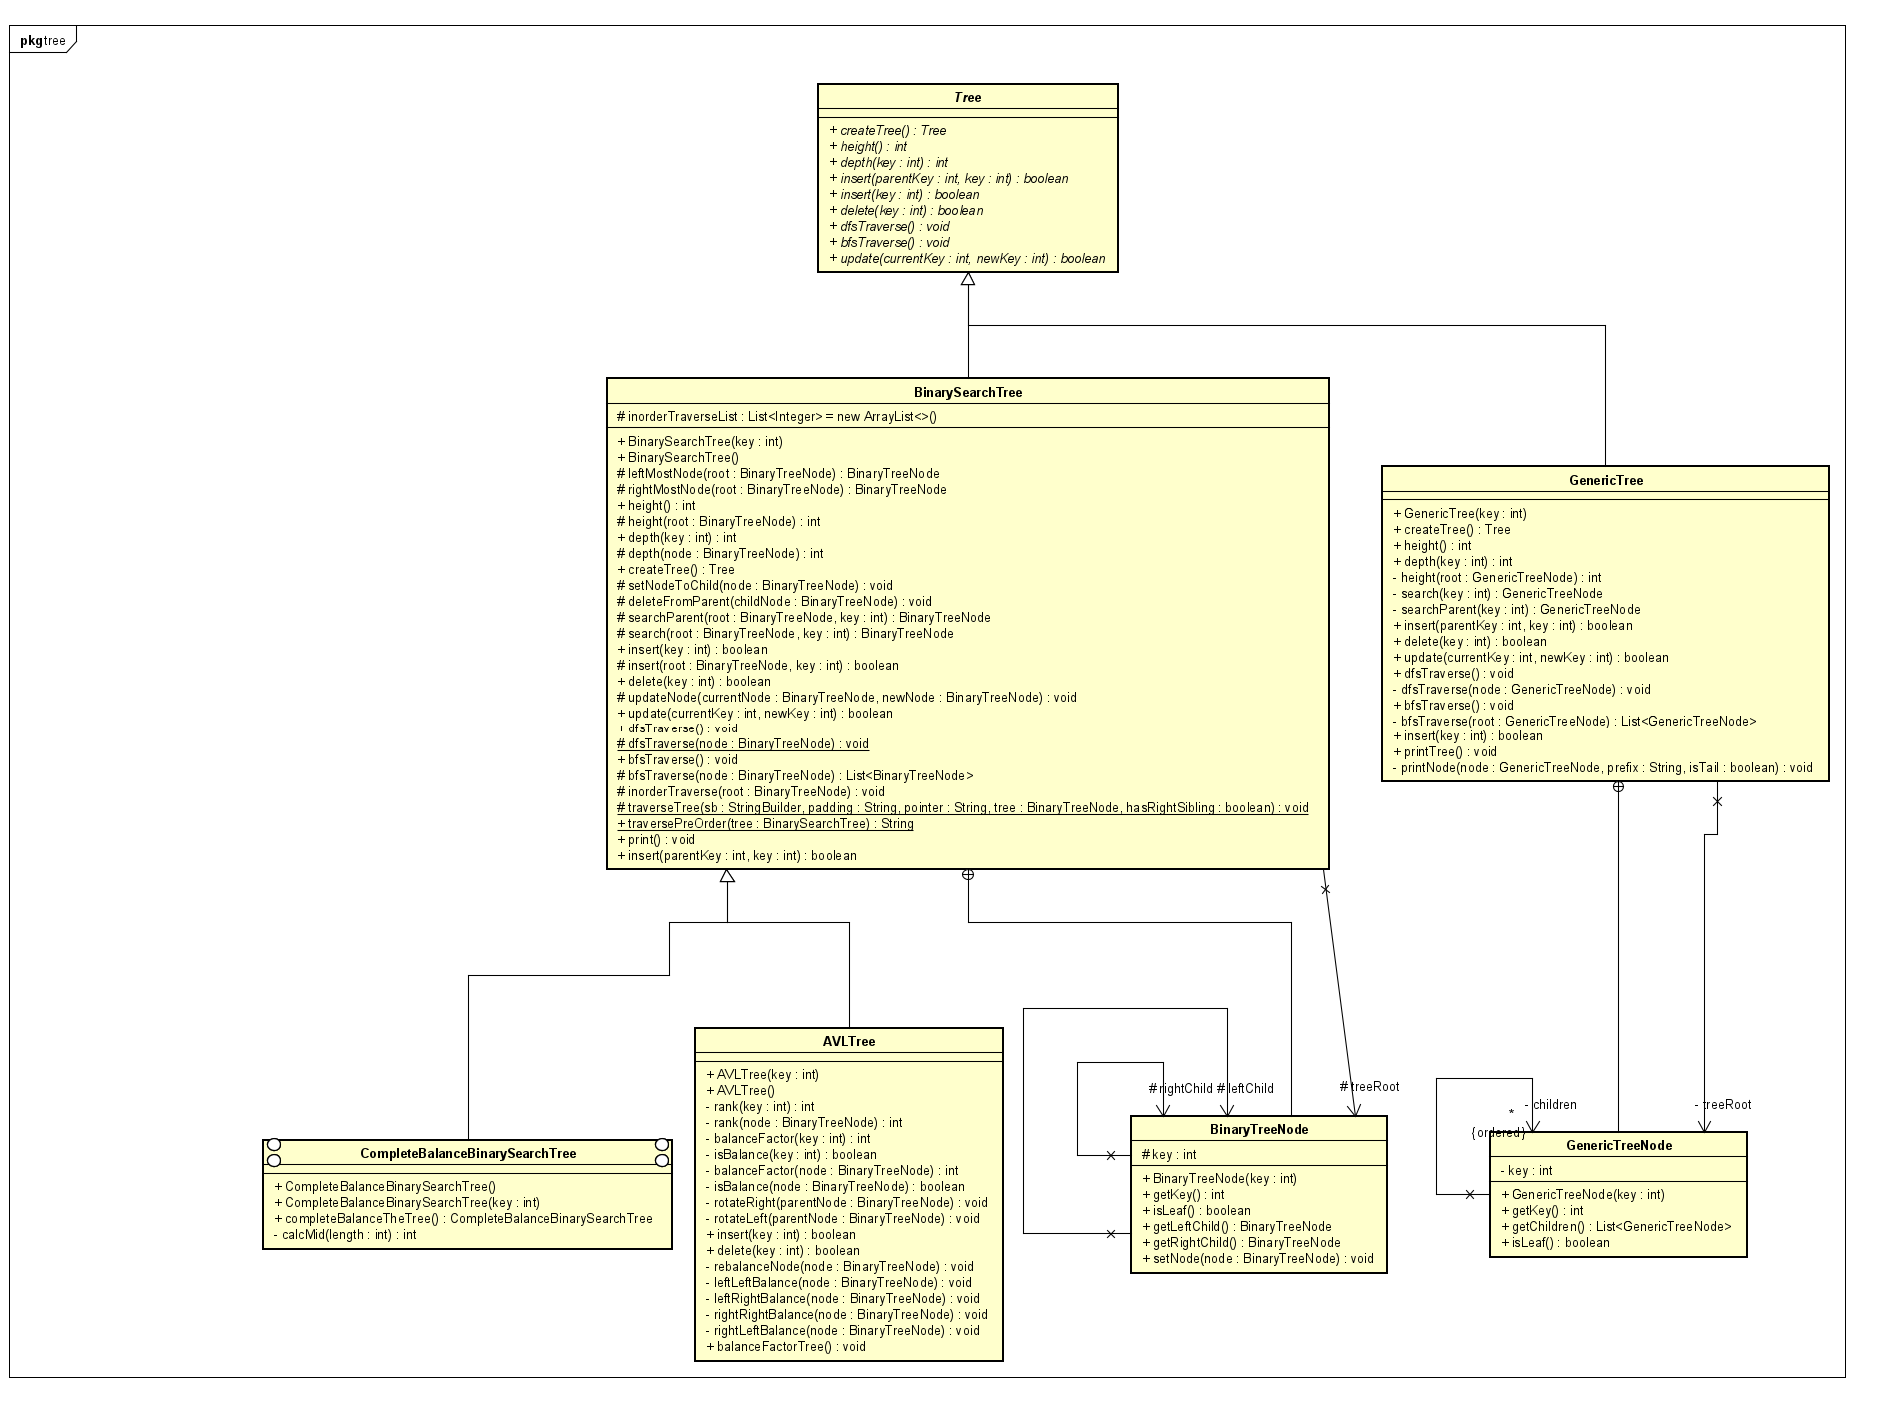 pkg tree
Tree
+ createTree() : Tree
+ height() : int
+ depth(key : int) : int
+ insert(parentKey : int, key : int) : boolean
+ insert(key : int) : boolean
+ delete(key : int) : boolean
+ dfsTraverse() : void
+ bfsTraverse() : void
+ update(currentKey : int, newKey : int) : boolean
BinarySearchTree
# inorderTraverseList : List<Integer> = new ArrayList<>()
+ BinarySearchTree(key : int)
+ BinarySearchTree()
# leftMostNode(root : BinaryTreeNode) : BinaryTreeNode
# rightMostNode(root : BinaryTreeNode) : BinaryTreeNode
+ height() : int
# height(root : BinaryTreeNode) : int
+ depth(key : int) : int
# depth(node : BinaryTreeNode) : int
+ createTree() : Tree
# setNodeToChild(node : BinaryTreeNode) : void
# deleteFromParent(childNode : BinaryTreeNode) : void
# searchParent(root : BinaryTreeNode, key : int) : BinaryTreeNode
# search(root : BinaryTreeNode, key : int) : BinaryTreeNode
+ insert(key : int) : boolean
# insert(root : BinaryTreeNode, key : int) : boolean
+ delete(key : int) : boolean
# updateNode(currentNode : BinaryTreeNode, newNode : BinaryTreeNode) : void
+ update(currentKey : int, newKey : int) : boolean
+ dfsTraverse() : void
# dfsTraverse(node : BinaryTreeNode) : void
+ bfsTraverse() : void
# bfsTraverse(node : BinaryTreeNode) : List<BinaryTreeNode>
# inorderTraverse(root : BinaryTreeNode) : void
# traverseTree(sb : StringBuilder, padding : String, pointer : String, tree : BinaryTreeNode, hasRightSibling : boolean) : void
+ traversePreOrder(tree : BinarySearchTree) : String
+ print() : void
+ insert(parentKey : int, key : int) : boolean
GenericTree
+ GenericTree(key : int)
+ createTree() : Tree
+ height() : int
+ depth(key : int) : int
- height(root : GenericTreeNode) : int
- search(key : int) : GenericTreeNode
- searchParent(key : int) : GenericTreeNode
+ insert(parentKey : int, key : int) : boolean
+ delete(key : int) : boolean
+ update(currentKey : int, newKey : int) : boolean
+ dfsTraverse() : void
- dfsTraverse(node : GenericTreeNode) : void
+ bfsTraverse() : void
- bfsTraverse(root : GenericTreeNode) : List<GenericTreeNode>
+ insert(key : int) : boolean
+ printTree() : void
- printNode(node : GenericTreeNode, prefix : String, isTail : boolean) : void
CompleteBalanceBinarySearchTree
+ CompleteBalanceBinarySearchTree()
+ CompleteBalanceBinarySearchTree(key : int)
+ completeBalanceTheTree() : CompleteBalanceBinarySearchTree
- calcMid(length : int) : int
AVLTree
+ AVLTree(key : int)
+ AVLTree()
- rank(key : int) : int
- rank(node : BinaryTreeNode) : int
- balanceFactor(key : int) : int
- isBalance(key : int) : boolean
- balanceFactor(node : BinaryTreeNode) : int
- isBalance(node : BinaryTreeNode) : boolean
- rotateRight(parentNode : BinaryTreeNode) : void
- rotateLeft(parentNode : BinaryTreeNode) : void
+ insert(key : int) : boolean
+ delete(key : int) : boolean
- rebalanceNode(node : BinaryTreeNode) : void
- leftLeftBalance(node : BinaryTreeNode) : void
- leftRightBalance(node : BinaryTreeNode) : void
- rightRightBalance(node : BinaryTreeNode) : void
- rightLeftBalance(node : BinaryTreeNode) : void
+ balanceFactorTree() : void
# rightChild # leftChild
# treeRoot
BinaryTreeNode
# key : int
+ BinaryTreeNode(key : int)
+ getKey() : int
+ isLeaf() : boolean
+ getLeftChild() : BinaryTreeNode
+ getRightChild() : BinaryTreeNode
+ setNode(node : BinaryTreeNode) : void
- children
*
{ordered}
- treeRoot
GenericTreeNode
- key : int
+ GenericTreeNode(key : int)
+ getKey() : int
+ getChildren() : List<GenericTreeNode>
+ isLeaf() : boolean